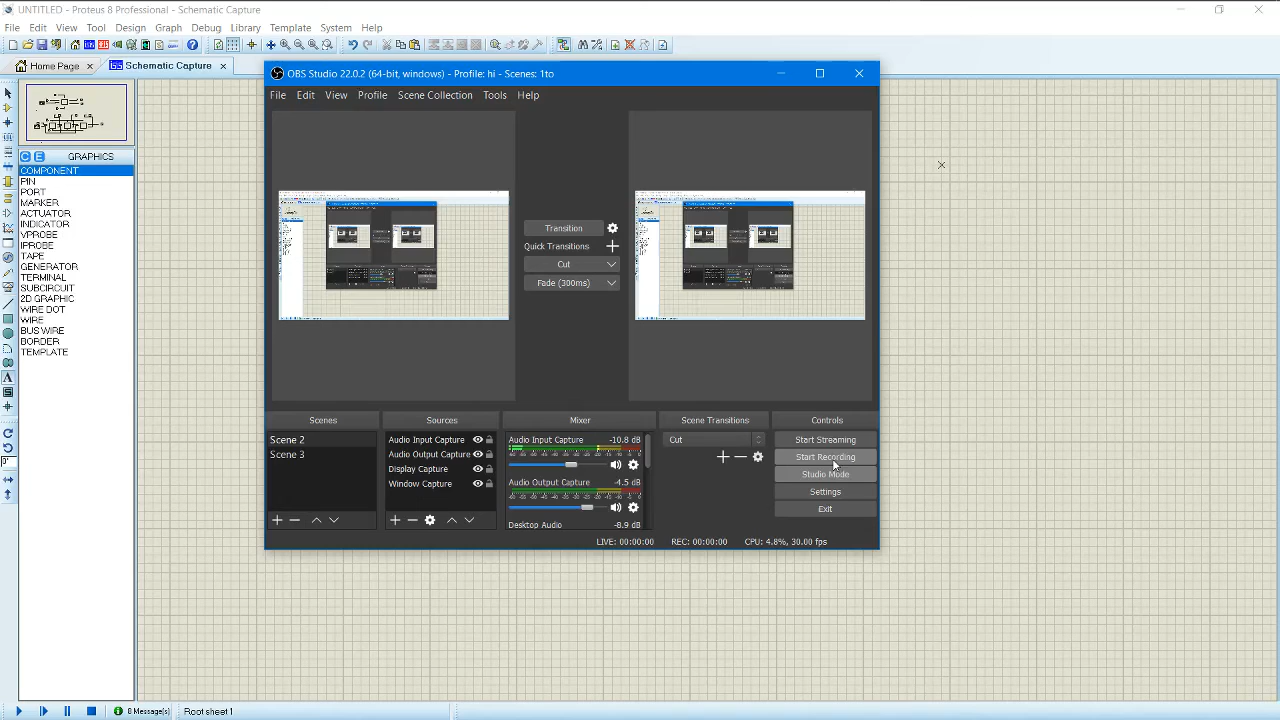 UNTITLED - Proteus 8 Professional - Schematic Capture
File Edit View Tool Design Graph Debug Library Template System Help
Home Page Schematic Capture
C E GRAPHICS
COMPONENT
PIN
PORT
MARKER
ACTUATOR
INDICATOR
VPROBE
IPROBE
TAPE
GENERATOR
TERMINAL
SUBCIRCUIT
2D GRAPHIC
WIRE DOT
WIRE
BUS WIRE
BORDER
TEMPLATE
OBS Studio 22.0.2 (64-bit, windows) - Profile: hi - Scenes: 1to
File Edit View Profile Scene Collection Tools Help
Transition
Quick Transitions
Cut
Fade (300ms)
Scenes
Scene 2
Scene 3
Sources
Audio Input Capture
Audio Output Capture
Display Capture
Window Capture
Mixer
Audio Input Capture -10.8 dB
Audio Output Capture -4.5 dB
Desktop Audio -8.9 dB
Scene Transitions
Cut
Controls
Start Streaming
Start Recording
Studio Mode
Settings
Exit
LIVE: 00:00:00 REC: 00:00:00 CPU: 4.8%, 30.00 fps
8 Message(s) Root sheet 1